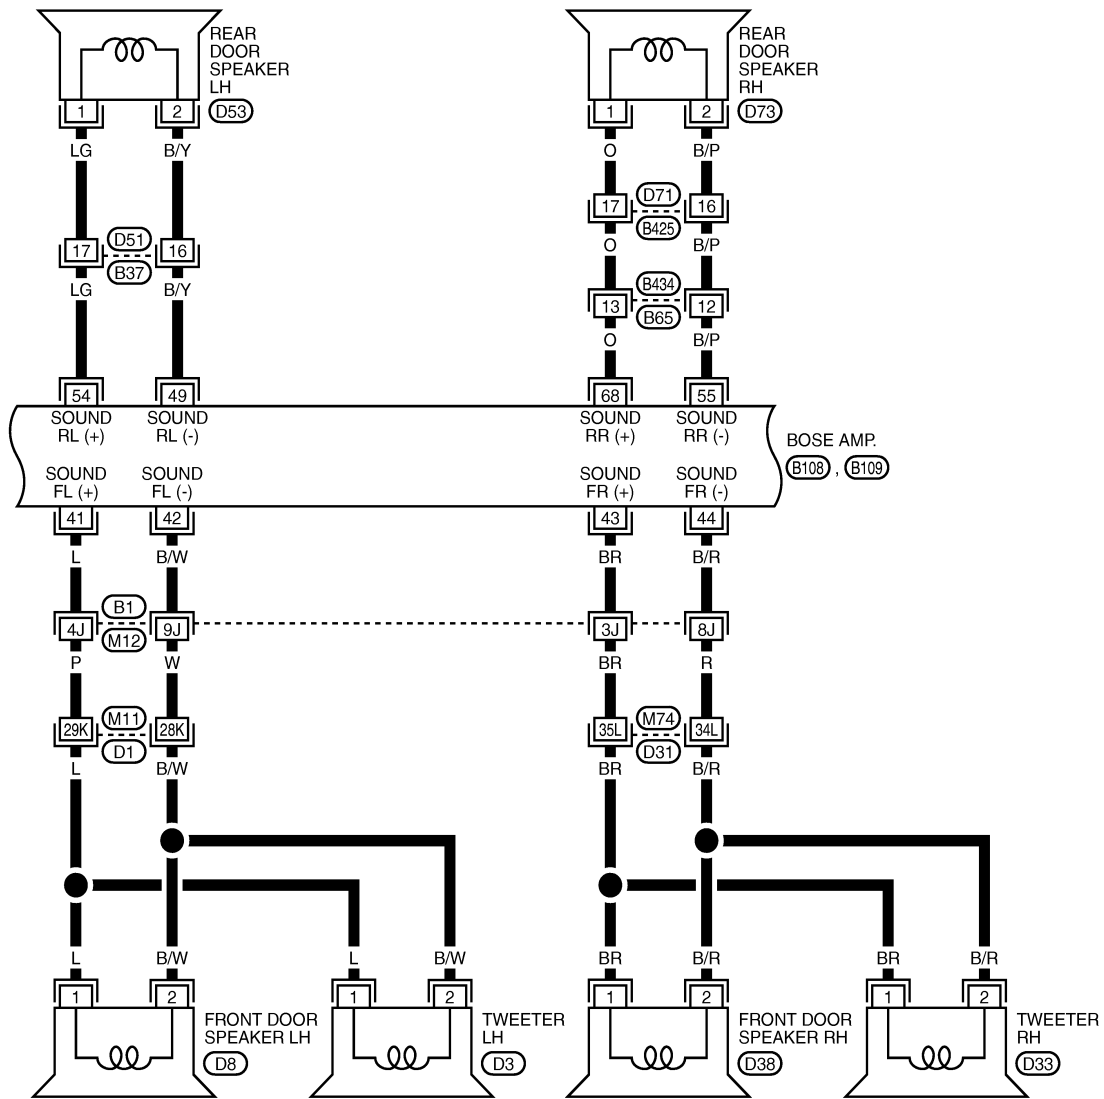 REAR
DOOR
SPEAKER
LH
D53
REAR
DOOR
SPEAKER
RH
D73
1 2 1 2
LG B/Y O B/P
17 D71 16
B425
O B/P
17 D51 16
B37
LG B/Y
13 B434 12
B65
O B/P
54 49 68 55
SOUND SOUND SOUND SOUND
RL (+) RL (-) RR (+) RR (-)
BOSE AMP.
B108 , B109
SOUND SOUND SOUND SOUND
FL (+) FL (-) FR (+) FR (-)
41 42 43 44
L B/W BR B/R
B1
4J 9J 3J 8J
M12
P W BR R
M11 M74
29K 28K 35L 34L
D1 D31
L B/W BR B/R
L B/W L B/W BR B/R BR B/R
1 2 1 2 1 2 1 2
FRONT DOOR
SPEAKER LH
D8
TWEETER
LH
D3
FRONT DOOR
SPEAKER RH
D38
TWEETER
RH
D33